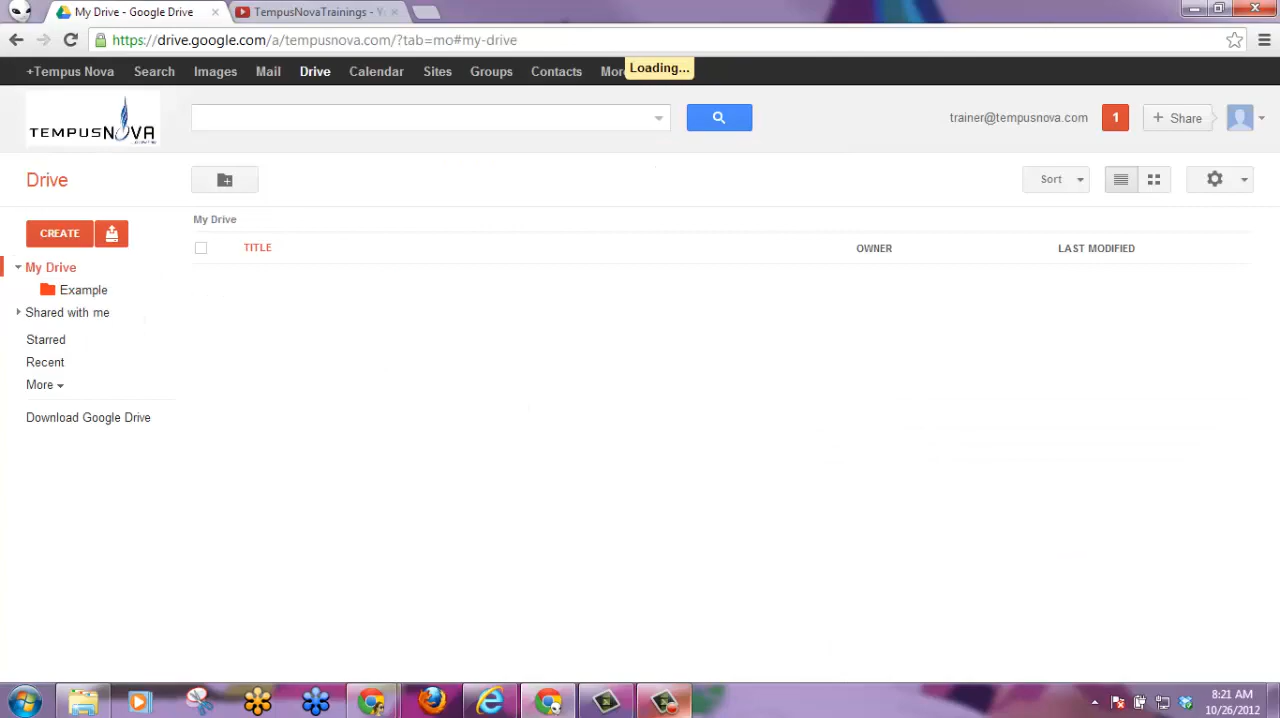 My Drive - Google Drive
TempusNovaTrainings - Y
https://drive.google.com/a/tempusnova.com/?tab=mo#my-drive
Loading...
+Tempus Nova Search Images Mail Drive Calendar Sites Groups Contacts
TEMPUSNOVA
trainer@tempusnova.com 1 + Share
Drive
Sort
My Drive
CREATE
TITLE OWNER LAST MODIFIED
My Drive
Example
Shared with me
Starred
Recent
More
Download Google Drive
8:21 AM
10/26/2012